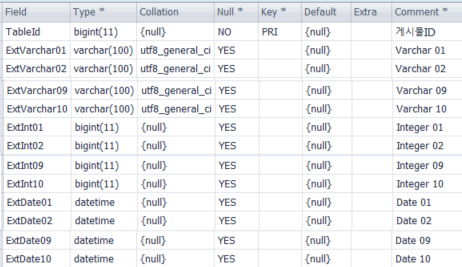 Field Type * Collation Null * Key * Default Extra Comment *
TableId bigint(11) {null} NO PRI {null} 게시물ID
ExtVarchar01 varchar(100) utf8_general_ci YES {null} Varchar 01
ExtVarchar02 varchar(100) utf8_general_ci YES {null} Varchar 02
ExtVarchar09 varchar(100) utf8_general_ci YES {null} Varchar 09
ExtVarchar10 varchar(100) utf8_general_ci YES {null} Varchar 10
ExtInt01 bigint(11) {null} YES {null} Integer 01
ExtInt02 bigint(11) {null} YES {null} Integer 02
ExtInt09 bigint(11) {null} YES {null} Integer 09
ExtInt10 bigint(11) {null} YES {null} Integer 10
ExtDate01 datetime {null} YES {null} Date 01
ExtDate02 datetime {null} YES {null} Date 02
ExtDate09 datetime {null} YES {null} Date 09
ExtDate10 datetime {null} YES {null} Date 10